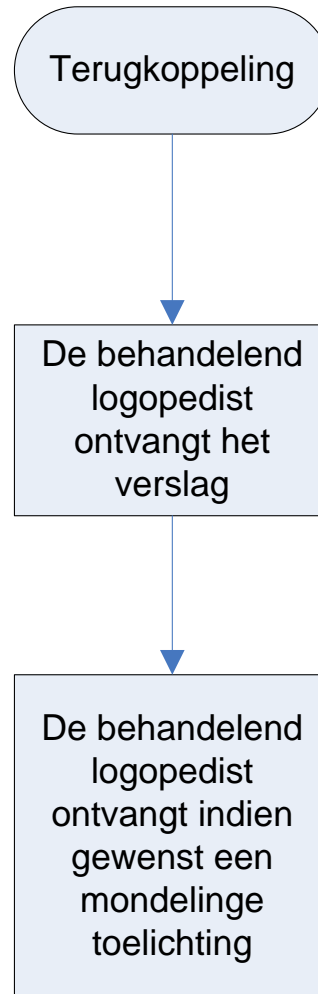 Terugkoppeling
De behandelend
logopedist
ontvangt het
verslag
De behandelend
logopedist
ontvangt indien
gewenst een
mondelinge
toelichting